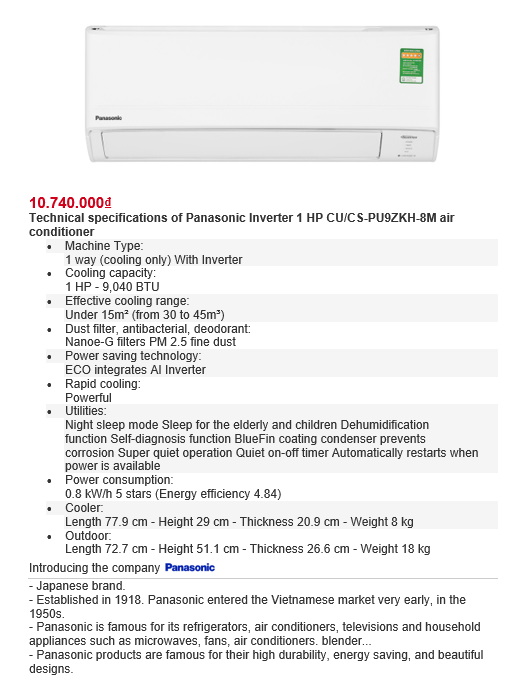 Panasonic
10.740.000₫
Technical specifications of Panasonic Inverter 1 HP CU/CS-PU9ZKH-8M air
conditioner
• Machine Type:
1 way (cooling only) With Inverter
• Cooling capacity:
1 HP - 9,040 BTU
• Effective cooling range:
Under 15m² (from 30 to 45m³)
• Dust filter, antibacterial, deodorant:
Nanoe-G filters PM 2.5 fine dust
• Power saving technology:
ECO integrates AI Inverter
• Rapid cooling:
Powerful
• Utilities:
Night sleep mode Sleep for the elderly and children Dehumidification
function Self-diagnosis function BlueFin coating condenser prevents
corrosion Super quiet operation Quiet on-off timer Automatically restarts when
power is available
• Power consumption:
0.8 kW/h 5 stars (Energy efficiency 4.84)
• Cooler:
Length 77.9 cm - Height 29 cm - Thickness 20.9 cm - Weight 8 kg
• Outdoor:
Length 72.7 cm - Height 51.1 cm - Thickness 26.6 cm - Weight 18 kg
Introducing the company Panasonic
- Japanese brand.
- Established in 1918. Panasonic entered the Vietnamese market very early, in the
1950s.
- Panasonic is famous for its refrigerators, air conditioners, televisions and household
appliances such as microwaves, fans, air conditioners. blender...
- Panasonic products are famous for their high durability, energy saving, and beautiful
designs.